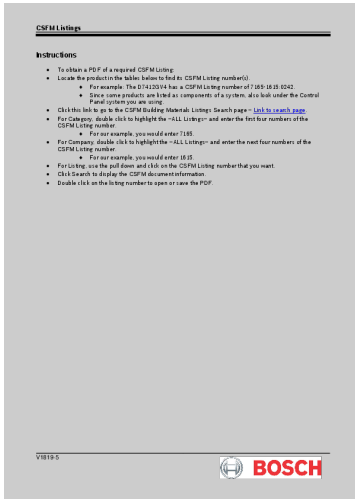 CSFM Listings
Instructions
• To obtain a PDF of a required CSFM Listing:
• Locate the product in the tables below to find its CSFM Listing number(s).
♦ For example: The D7412GV4 has a CSFM Listing number of 7165-1615:0242.
♦ Since some products are listed as components of a system, also look under the Control
Panel system you are using.
• Click this link to go to the CSFM Building Materials Listings Search page – Link to search page.
• For Category, double click to highlight the ~ALL Listings~ and enter the first four numbers of the
CSFM Listing number.
♦ For our example, you would enter 7165.
• For Company, double click to highlight the ~ALL Listings~ and enter the next four numbers of the
CSFM Listing number.
♦ For our example, you would enter 1615.
• For Listing, use the pull down and click on the CSFM Listing number that you want.
• Click Search to display the CSFM document information.
• Double click on the listing number to open or save the PDF.
V1819-5
BOSCH